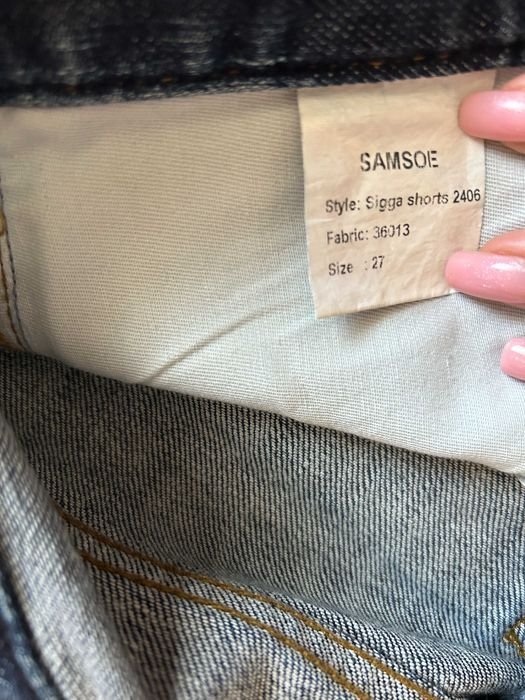 SAMSOE
Style: Sigga shorts 2406
Fabric: 36013
Size : 27